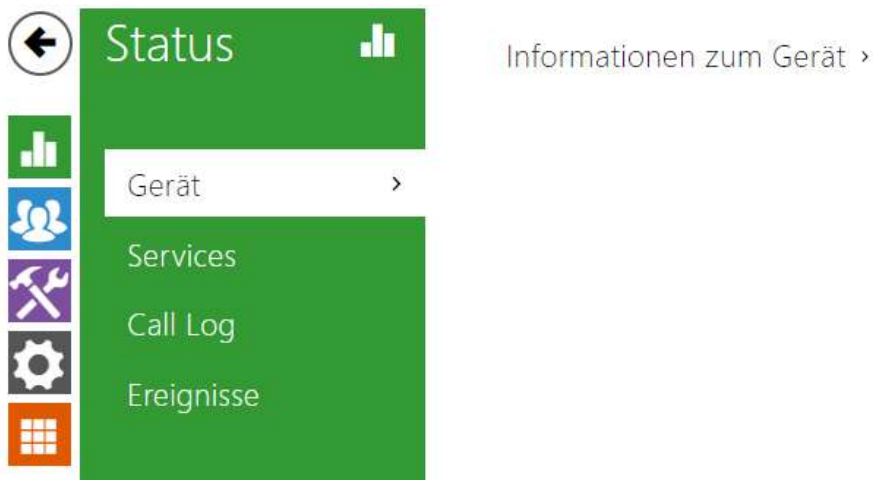 Status
Informationen zum Gerät ›
Gerät ›
Services
Call Log
Ereignisse